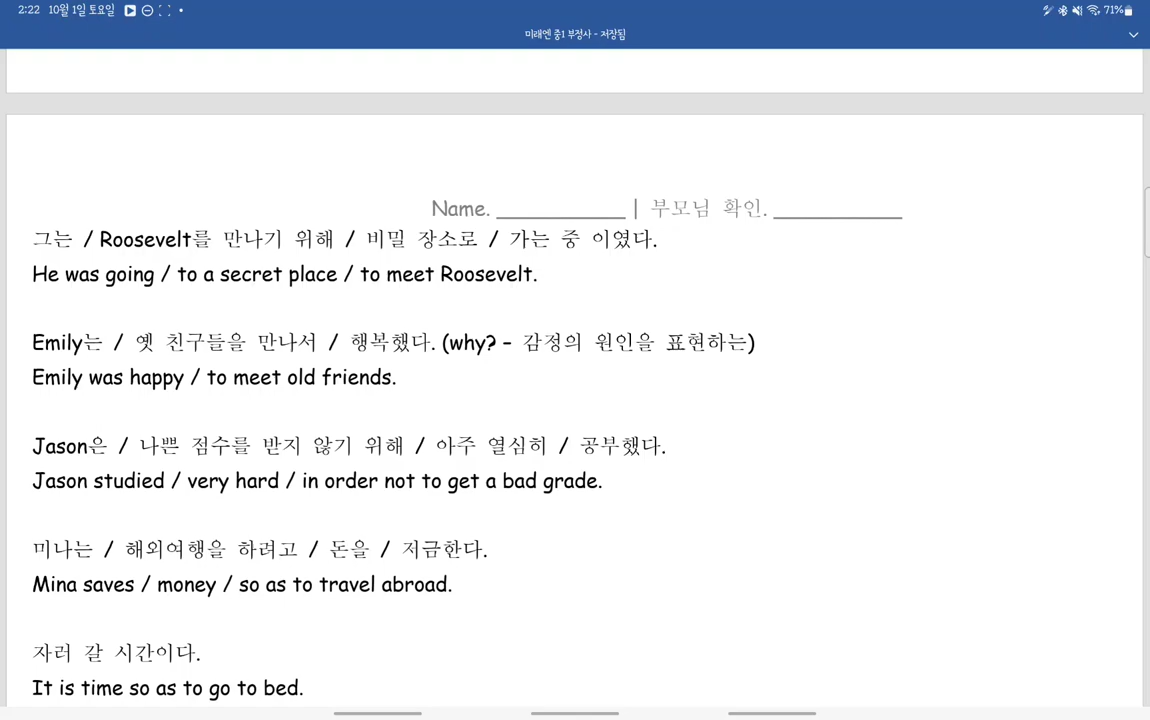 2:22 10월 1일 토요일
71%
미래엔 중1 부정사 - 저장됨
Name. ____________ | 부모님 확인. ____________
그는 / Roosevelt를 만나기 위해 / 비밀 장소로 / 가는 중 이였다.
He was going / to a secret place / to meet Roosevelt.
Emily는 / 옛 친구들을 만나서 / 행복했다. (why? - 감정의 원인을 표현하는)
Emily was happy / to meet old friends.
Jason은 / 나쁜 점수를 받지 않기 위해 / 아주 열심히 / 공부했다.
Jason studied / very hard / in order not to get a bad grade.
미나는 / 해외여행을 하려고 / 돈을 / 저금한다.
Mina saves / money / so as to travel abroad.
자러 갈 시간이다.
It is time so as to go to bed.